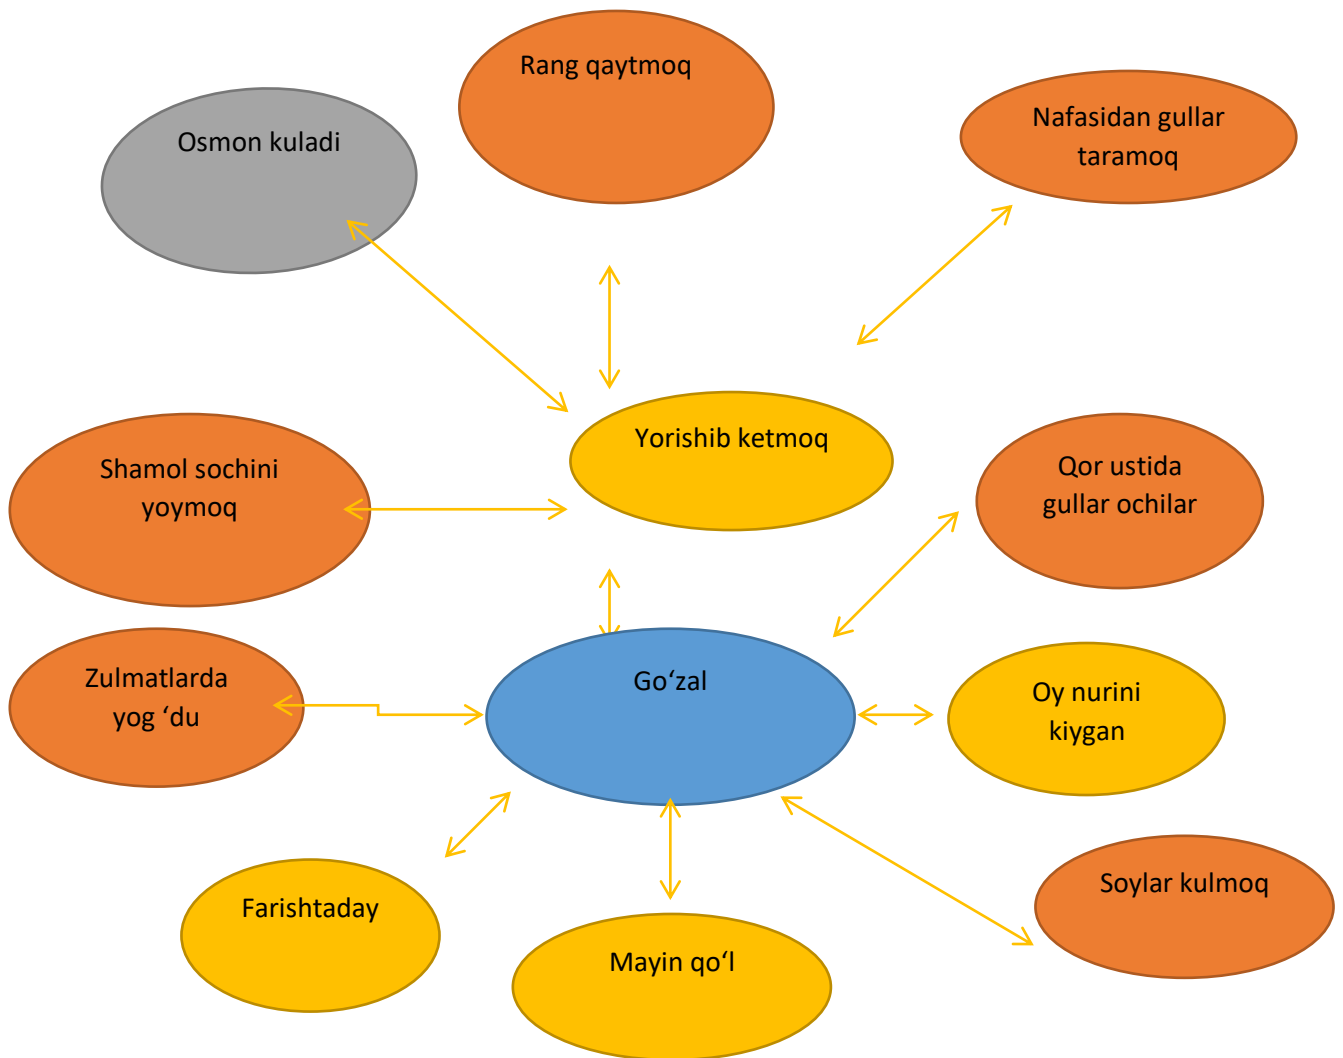 Rang qaytmoq
Osmon kuladi
Nafasidan gullar
taramoq
Yorishib ketmoq
Shamol sochini
yoymoq
Qor ustida
gullar ochilar
Zulmatlarda
yog ‘du
Go‘zal
Oy nurini
kiygan
Farishtaday
Mayin qo‘l
Soylar kulmoq